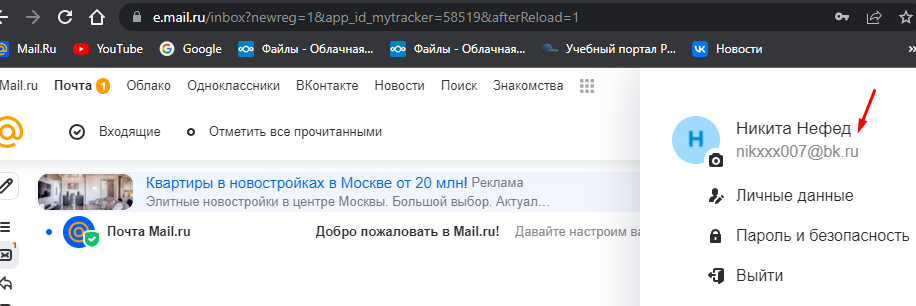 e.mail.ru/inbox?newreg=1&app_id_mytracker=58519&afterReload=1
Mail.Ru YouTube Google Файлы - Облачная... Файлы - Облачная... Учебный портал Р... Новости
Mail.ru Почта 1 Облако Одноклассники ВКонтакте Новости Поиск Знакомства
Входящие Отметить все прочитанными
Н
Никита Нефед
nikxxx007@bk.ru
Личные данные
Пароль и безопасность
Выйти
Квартиры в новостройках в Москве от 20 млн! Реклама
Элитные новостройки в центре Москвы. Большой выбор. Актуал...
Почта Mail.ru Добро пожаловать в Mail.ru! Давайте настроим ва
1